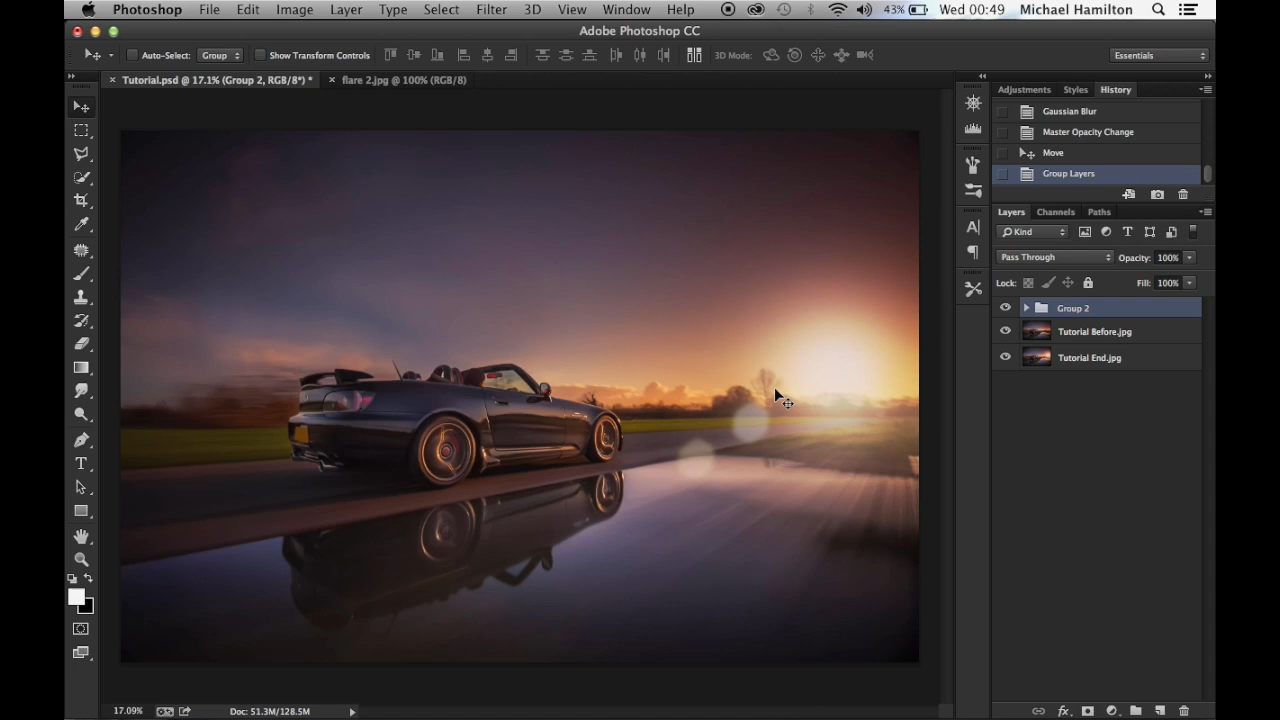 Photoshop File Edit Image Layer Type Select Filter 3D View Window Help 43% Wed 00:49 Michael Hamilton
Adobe Photoshop CC
Auto-Select: Group Show Transform Controls 3D Mode: Essentials
Tutorial.psd @ 17.1% (Group 2, RGB/8*) * flare 2.jpg @ 100% (RGB/8)
Adjustments Styles History
Gaussian Blur
Master Opacity Change
Move
Group Layers
Layers Channels Paths
Kind
Pass Through Opacity: 100%
Lock: Fill: 100%
Group 2
Tutorial Before.jpg
Tutorial End.jpg
17.09% Doc: 51.3M/128.5M